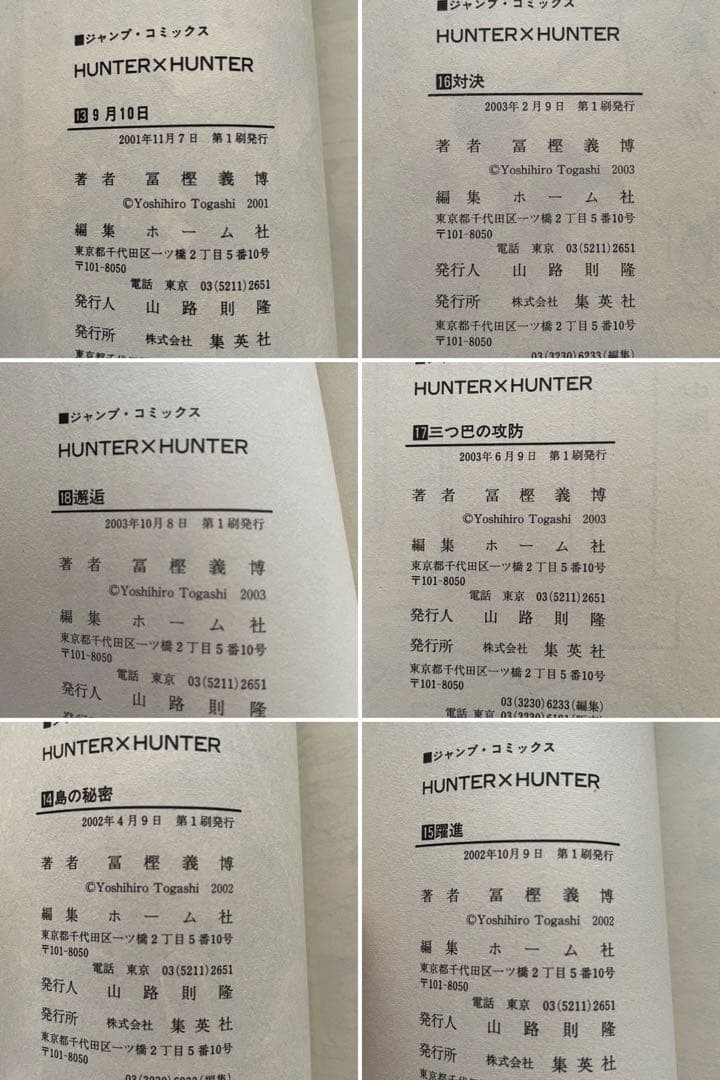 ■ジャンプ・コミックス
HUNTER×HUNTER
13 9月10日
2001年11月7日 第1刷発行
著者 冨樫義博
©Yoshihiro Togashi 2001
編集 ホーム社
東京都千代田区一ツ橋2丁目5番10号
〒101-8050
電話 東京 03(5211)2651
発行人 山路則隆
発行所 株式会社 集英社
■ジャンプ・コミックス
HUNTER×HUNTER
16 対決
2003年2月9日 第1刷発行
著者 冨樫義博
©Yoshihiro Togashi 2003
編集 ホーム社
東京都千代田区一ツ橋2丁目5番10号
〒101-8050
電話 東京 03(5211)2651
発行人 山路則隆
発行所 株式会社 集英社
東京都千代田区一ツ橋2丁目5番10号
〒101-8050
03(3230)6233(編集)
■ジャンプ・コミックス
HUNTER×HUNTER
18 邂逅
2003年10月8日 第1刷発行
著者 冨樫義博
©Yoshihiro Togashi 2003
編集 ホーム社
東京都千代田区一ツ橋2丁目5番10号
〒101-8050
電話 東京 03(5211)2651
発行人 山路則隆
HUNTER×HUNTER
17 三つ巴の攻防
2003年6月9日 第1刷発行
著者 冨樫義博
©Yoshihiro Togashi 2003
編集 ホーム社
東京都千代田区一ツ橋2丁目5番10号
〒101-8050
電話 東京 03(5211)2651
発行人 山路則隆
発行所 株式会社 集英社
東京都千代田区一ツ橋2丁目5番10号
〒101-8050
03(3230)6233(編集)
電話 東京
HUNTER×HUNTER
14 島の秘密
2002年4月9日 第1刷発行
著者 冨樫義博
©Yoshihiro Togashi 2002
編集 ホーム社
東京都千代田区一ツ橋2丁目5番10号
〒101-8050
電話 東京 03(5211)2651
発行人 山路則隆
発行所 株式会社 集英社
東京都千代田区一ツ橋2丁目5番10号
〒101-8050
■ジャンプ・コミックス
HUNTER×HUNTER
15 躍進
2002年10月9日 第1刷発行
著者 冨樫義博
©Yoshihiro Togashi 2002
編集 ホーム社
東京都千代田区一ツ橋2丁目5番10号
〒101-8050
電話 東京 03(5211)2651
発行人 山路則隆
発行所 株式会社 集英社